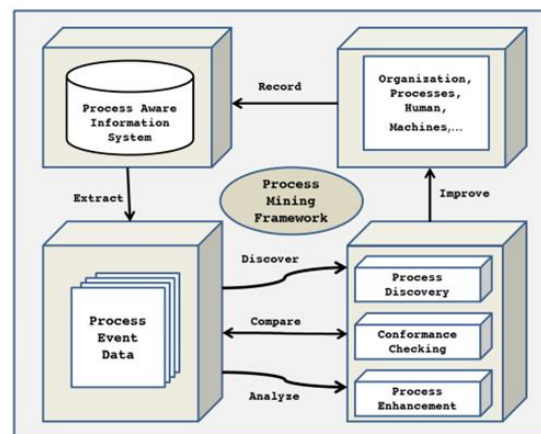 Process Aware
Information
System
Record
Organization,
Processes,
Human,
Machines,...
Extract
Process
Mining
Framework
Improve
Process
Event
Data
Discover
Compare
Analyze
Process
Discovery
Conformance
Checking
Process
Enhancement